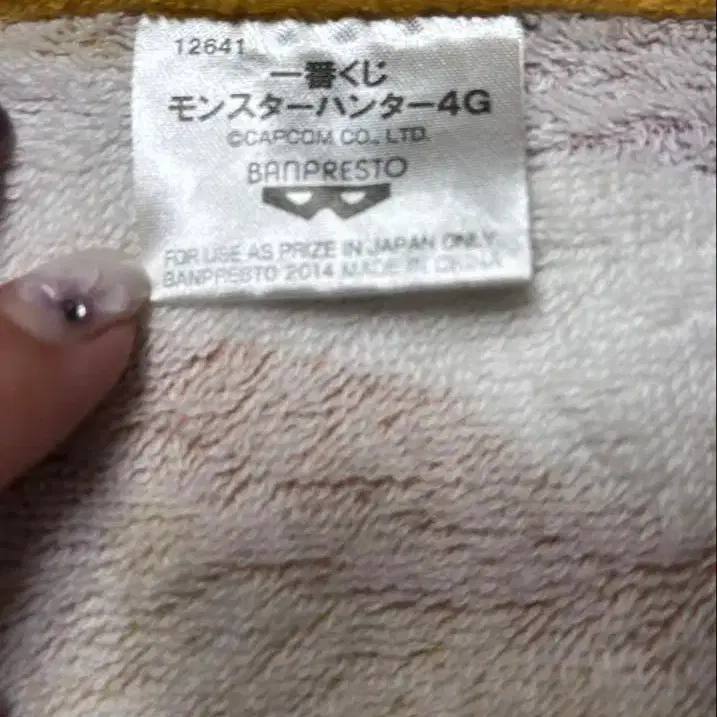 12641
一番くじ
モンスターハンター4G
©CAPCOM CO., LTD.
BANPRESTO
FOR USE AS PRIZE IN JAPAN ONLY
BANPRESTO 2014 MADE IN CHINA